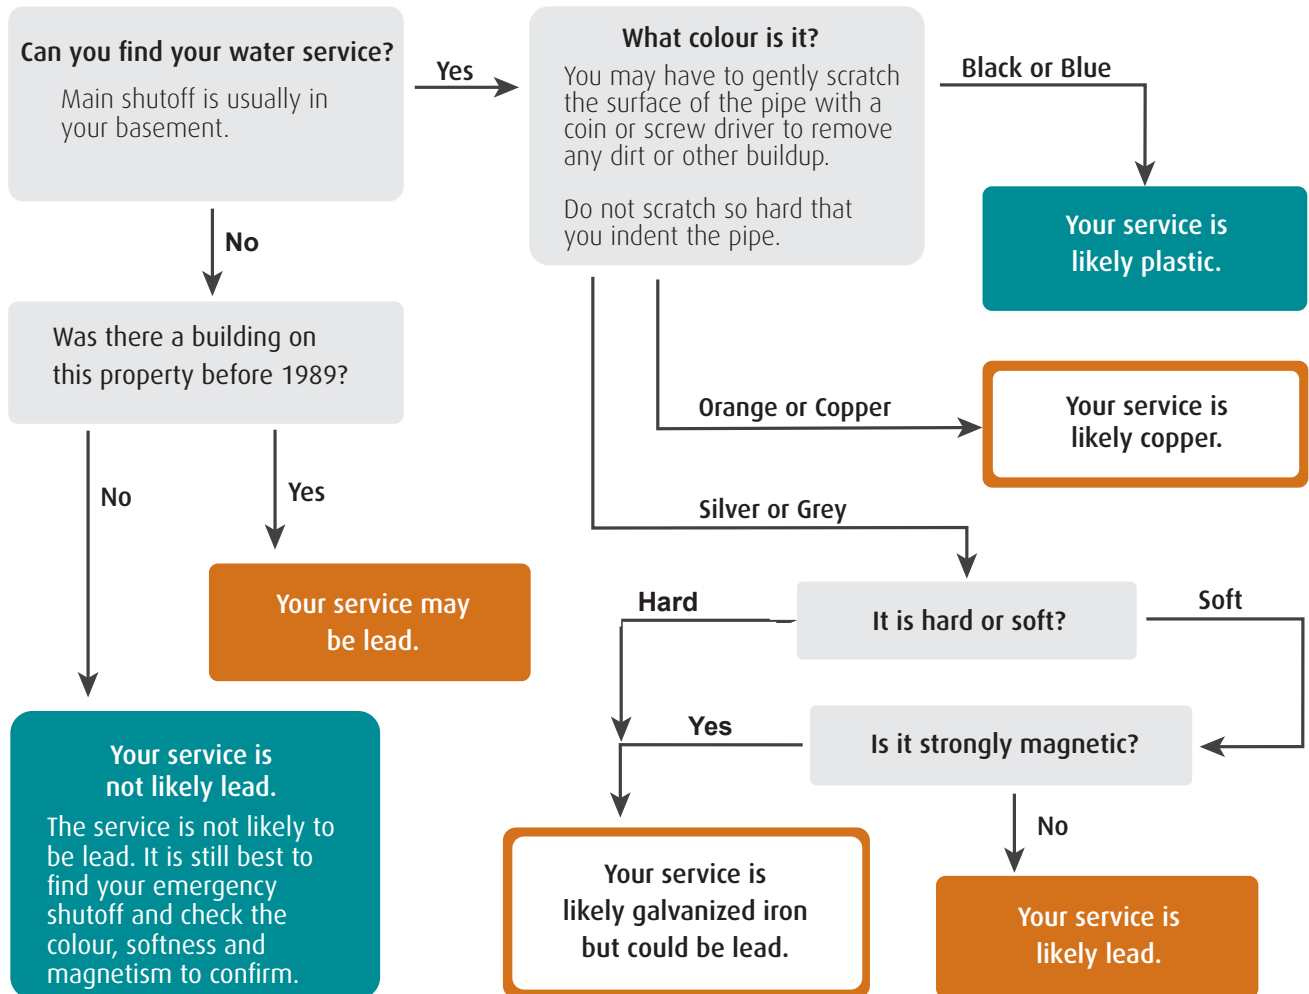 Can you find your water service?
Main shutoff is usually in
your basement.
Yes
What colour is it?
You may have to gently scratch
the surface of the pipe with a
coin or screw driver to remove
any dirt or other buildup.
Do not scratch so hard that
you indent the pipe.
Black or Blue
Your service is
likely plastic.
No
Was there a building on
this property before 1989?
Orange or Copper
Your service is
likely copper.
No
Yes
Silver or Grey
Your service may
be lead.
Hard
It is hard or soft?
Soft
Your service is
not likely lead.
The service is not likely to
be lead. It is still best to
find your emergency
shutoff and check the
colour, softness and
magnetism to confirm.
Yes
Is it strongly magnetic?
No
Your service is
likely galvanized iron
but could be lead.
Your service is
likely lead.